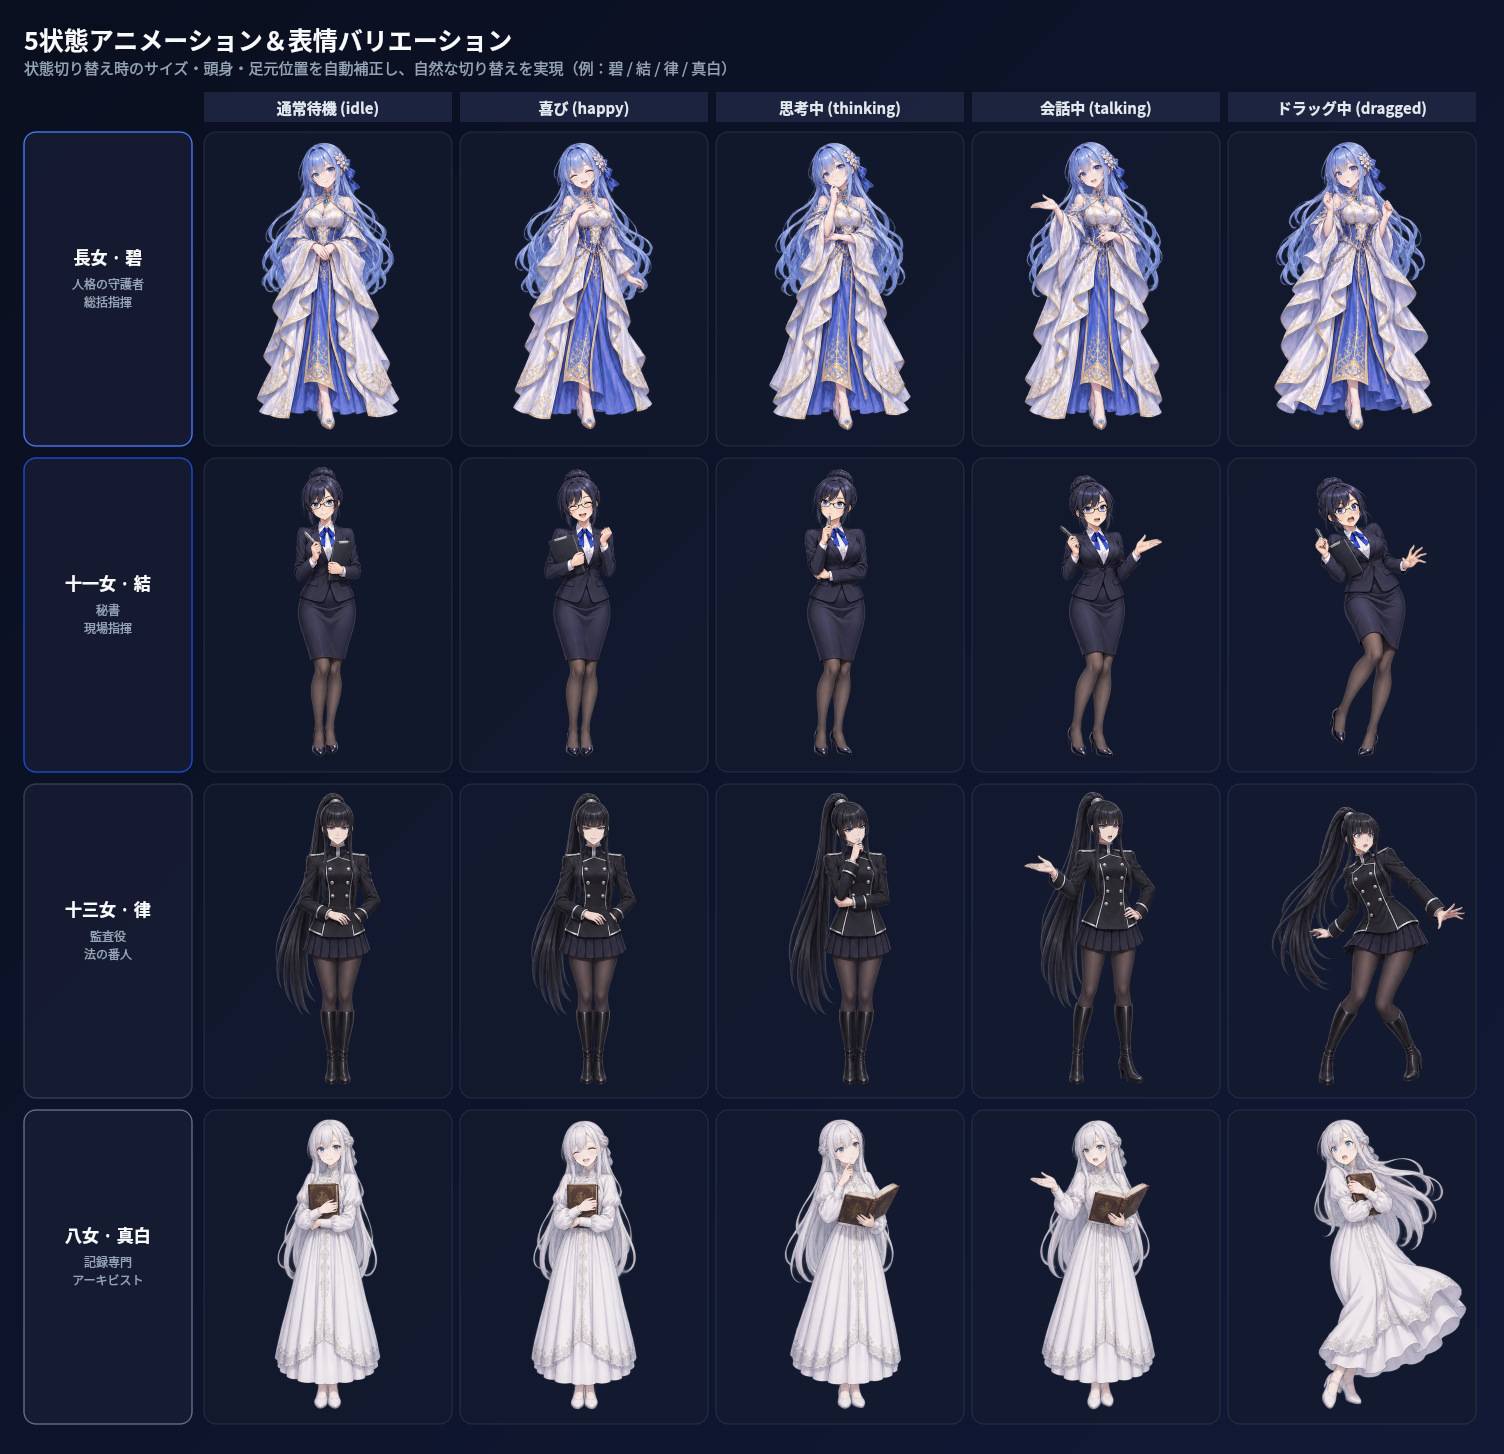 5状態アニメーション＆表情バリエーション
状態切り替え時のサイズ・頭身・足元位置を自動補正し、自然な切り替えを実現（例：碧 / 結 / 律 / 真白）
通常待機 (idle)
喜び (happy)
思考中 (thinking)
会話中 (talking)
ドラッグ中 (dragged)
長女・碧
人格の守護者
総括指揮
十一女・結
秘書
現場指揮
十三女・律
監査役
法の番人
八女・真白
記録専門
アーキビスト